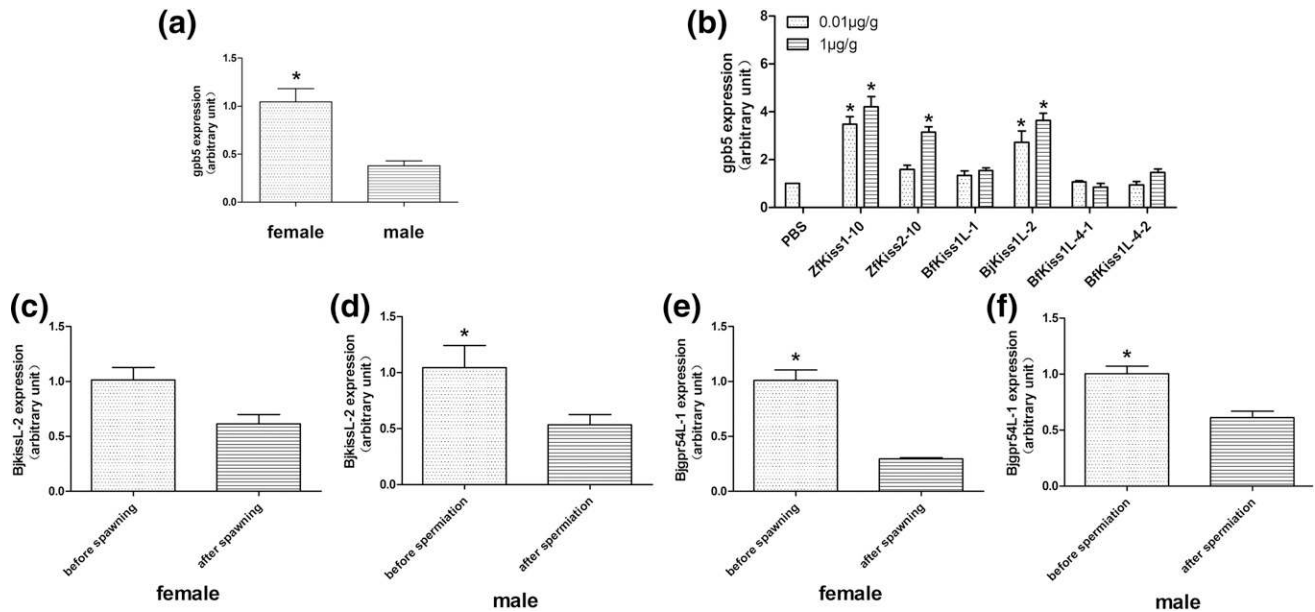 (a)
gpb5 expression
(arbitrary unit)
1.5
1.0
0.5
0.0
*
female
male
(b)
gpb5 expression
(arbitrary unit)
8
6
4
2
0
0.01µg/g
1µg/g
* *
*
* *
PBS
ZfKiss1-10
ZfKiss2-10
BfKiss1L-1
BjKiss1L-2
BfKiss1L-4-1
BfKiss1L-4-2
(c)
BjkissL-2 expression
(arbitrary unit)
1.5
1.0
0.5
0.0
before spawning
after spawning
female
(d)
BjkissL-2 expression
(arbitrary unit)
1.5
1.0
0.5
0.0
*
before spermiation
after spermiation
male
(e)
Bjgpr54L-1 expression
(arbitrary unit)
1.5
1.0
0.5
0.0
*
before spawning
after spawning
female
(f)
Bjgpr54L-1 expression
(arbitrary unit)
1.5
1.0
0.5
0.0
*
before spermiation
after spermiation
male